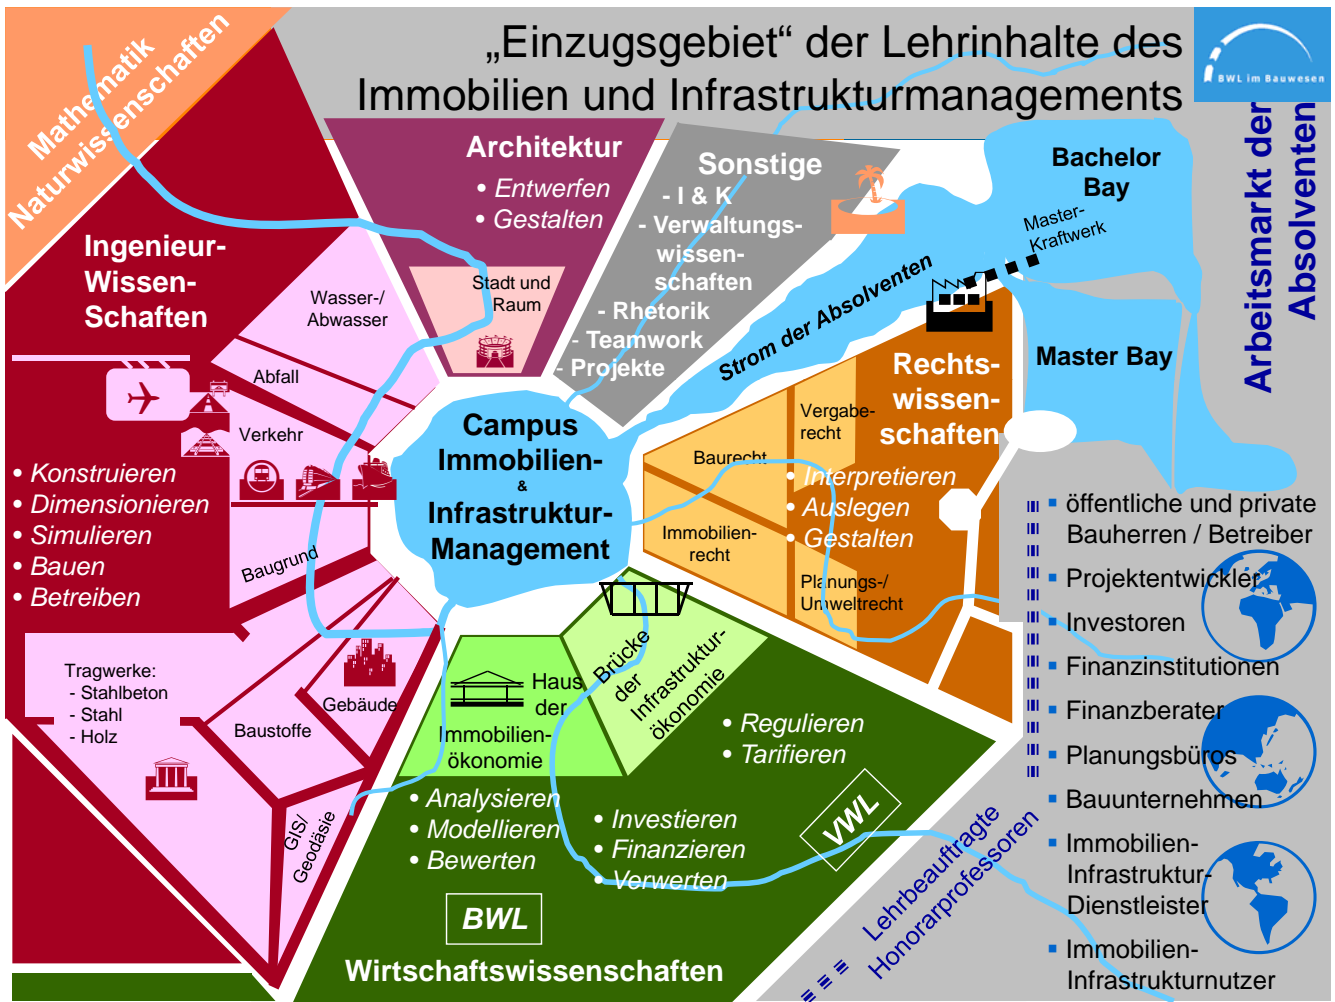 „Einzugsgebiet“ der Lehrinhalte des
Immobilien und Infrastrukturmanagements
BWL im Bauwesen
Mathematik
Naturwissenschaften
Ingenieur-
Wissen-
Schaften
Wasser-/
Abwasser
Abfall
Verkehr
• Konstruieren
• Dimensionieren
• Simulieren
• Bauen
• Betreiben
Baugrund
Tragwerke:
- Stahlbeton
- Stahl
- Holz
Baustoffe
Gebäude
GIS/
Geodäsie
Architektur
• Entwerfen
• Gestalten
Stadt und
Raum
Sonstige
- I & K
- Verwaltungs-
wissen-
schaften
- Rhetorik
- Teamwork
- Projekte
Campus
Immobilien-
&
Infrastruktur-
Management
Strom der Absolventen
Bachelor
Bay
Master-
Kraftwerk
Master Bay
Arbeitsmarkt der
Absolventen
Rechts-
wissen-
schaften
Vergabe-
recht
Baurecht
• Interpretieren
• Auslegen
• Gestalten
Immobilien-
recht
Planungs-/
Umweltrecht
Haus
der
Immobilien-
ökonomie
Brücke
der
Infrastruktur-
ökonomie
• Regulieren
• Tarifieren
• Analysieren
• Modellieren
• Bewerten
• Investieren
• Finanzieren
• Verwerten
VWL
BWL
Wirtschaftswissenschaften
Lehrbeauftragte
Honorarprofessoren
▪ öffentliche und private
Bauherren / Betreiber
▪ Projektentwickler
▪ Investoren
▪ Finanzinstitutionen
▪ Finanzberater
▪ Planungsbüros
▪ Bauunternehmen
▪ Immobilien-
Infrastruktur-
Dienstleister
▪ Immobilien-
Infrastrukturnutzer